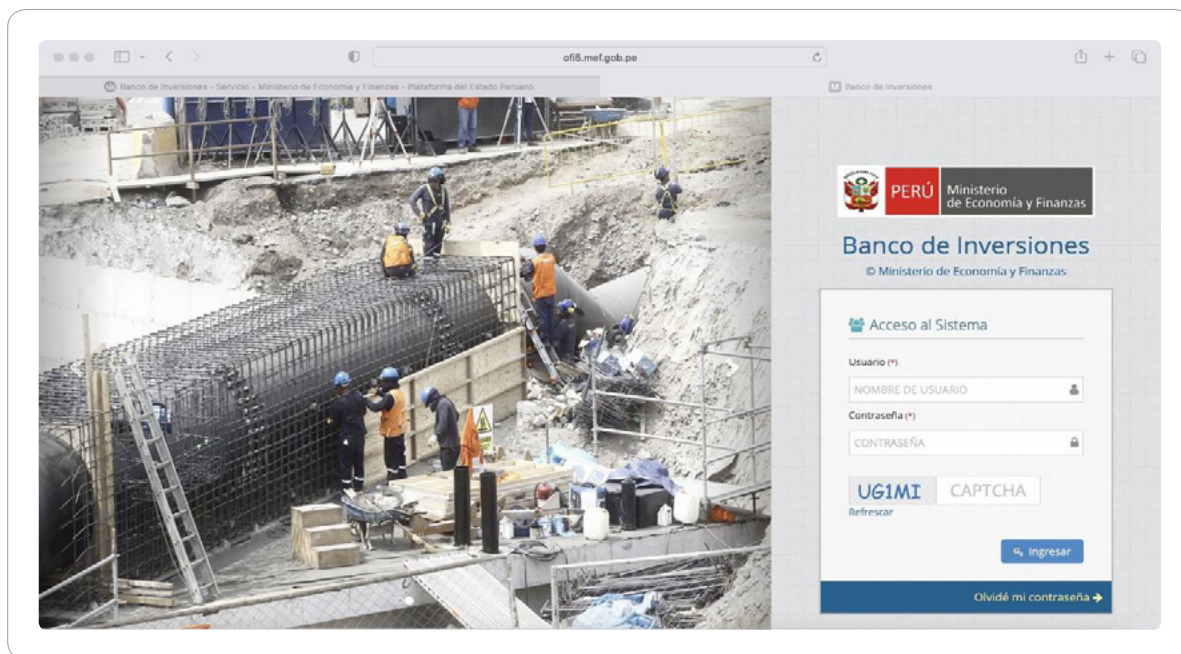 ofi5.mef.gob.pe
Banco de Inversiones - Servicio - Ministerio de Economía y Finanzas - Plataforma del Estado Peruano
Banco de Inversiones
PERÚ
Ministerio
de Economía y Finanzas
Banco de Inversiones
© Ministerio de Economía y Finanzas
Acceso al Sistema
Usuario (*)
NOMBRE DE USUARIO
Contraseña (*)
CONTRASEÑA
UG1MI CAPTCHA
Refrescar
Ingresar
Olvidé mi contraseña